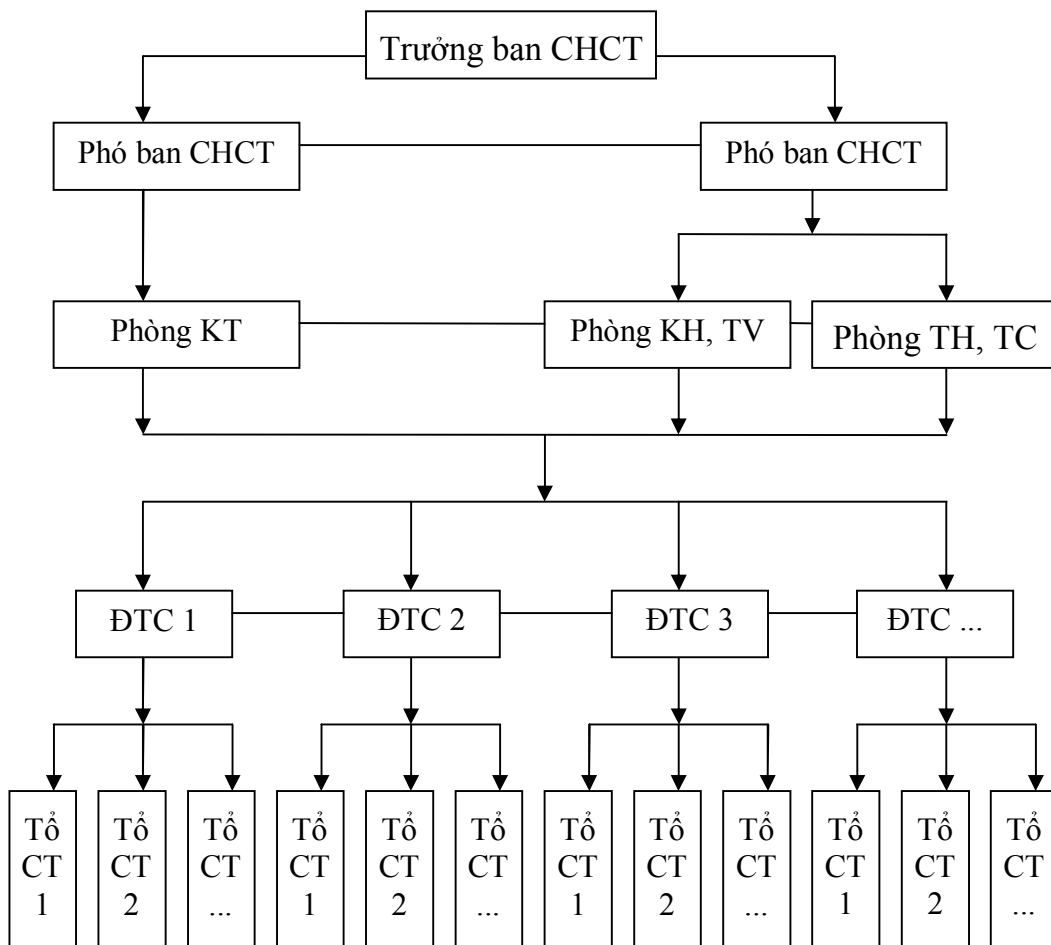 Trưởng ban CHCT
Phó ban CHCT
Phó ban CHCT
Phòng KT
Phòng KH, TV
Phòng TH, TC
ĐTC 1
ĐTC 2
ĐTC 3
ĐTC ...
Tổ
CT
1
Tổ
CT
2
Tổ
CT
...
Tổ
CT
1
Tổ
CT
2
Tổ
CT
...
Tổ
CT
1
Tổ
CT
2
Tổ
CT
...
Tổ
CT
1
Tổ
CT
2
Tổ
CT
...